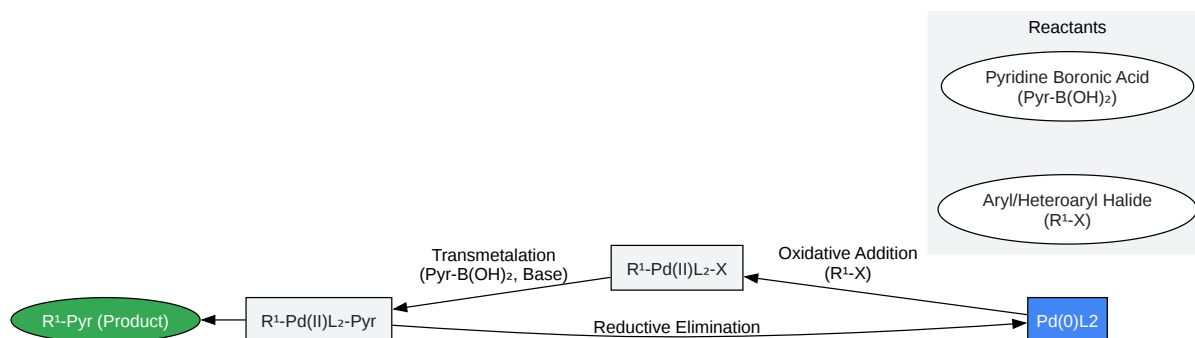 Reactants
Pyridine Boronic Acid
(Pyr-B(OH)₂)
Aryl/Heteroaryl Halide
(R¹-X)
Transmetalation
(Pyr-B(OH)₂, Base)
R¹-Pd(II)L₂-X
Oxidative Addition
(R¹-X)
R¹-Pyr (Product)
R¹-Pd(II)L₂-Pyr
Reductive Elimination
Pd(0)L2